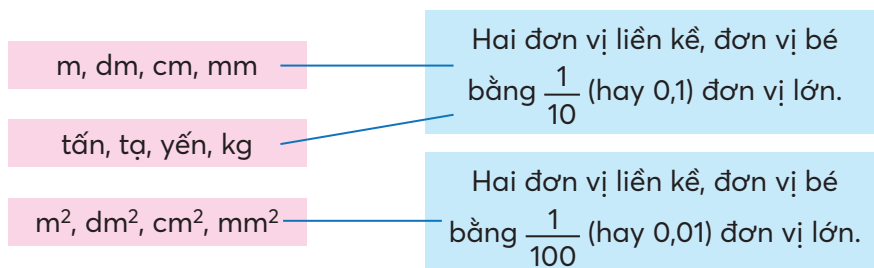 m, dm, cm, mm
tấn, tạ, yến, kg
m², dm², cm², mm²
Hai đơn vị liền kề, đơn vị bé
bằng 1/10 (hay 0,1) đơn vị lớn.
Hai đơn vị liền kề, đơn vị bé
bằng 1/100 (hay 0,01) đơn vị lớn.